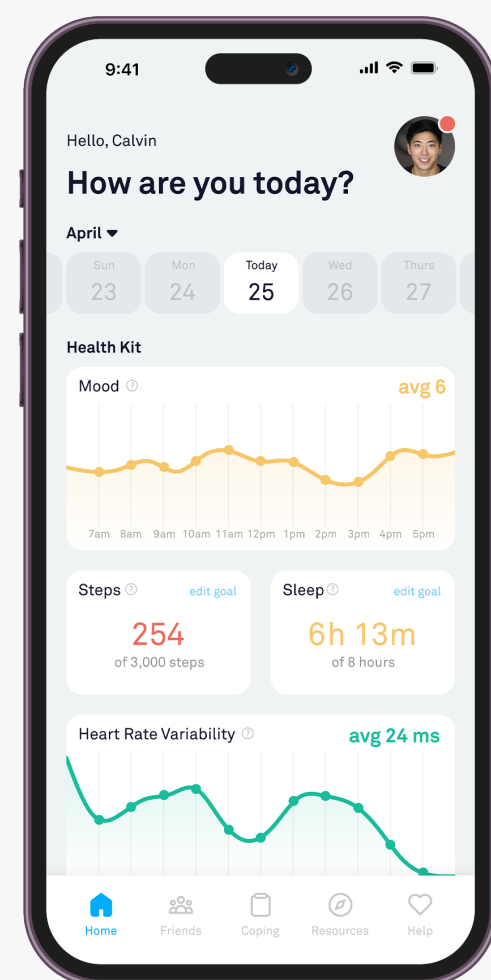 9:41
Hello, Calvin
How are you today?
April
Sun Mon Today Wed Thurs
23 24 25 26 27
Health Kit
Mood ? avg 6
7am 8am 9am 10am 11am 12pm 1pm 2pm 3pm 4pm 5pm
Steps ? edit goal
254
of 3,000 steps
Sleep ? edit goal
6h 13m
of 8 hours
Heart Rate Variability ? avg 24 ms
Home Friends Coping Resources Help